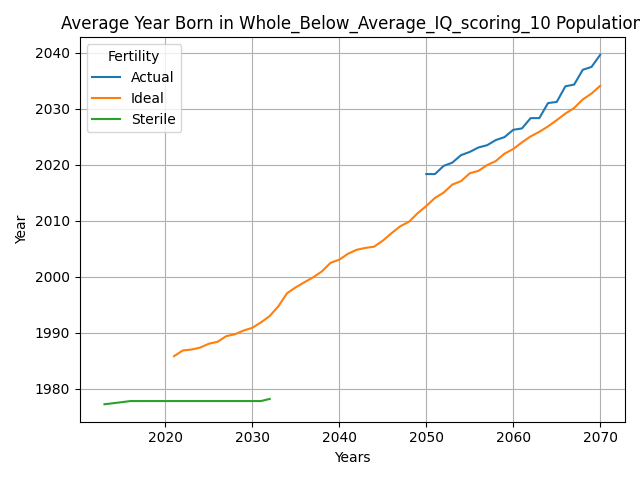 Average Year Born in Whole_Below_Average_IQ_scoring_10 Population
Fertility
Actual
Ideal
Sterile
2040
2030
2020
2010
2000
1990
1980
Year
2020 2030 2040 2050 2060 2070
Years